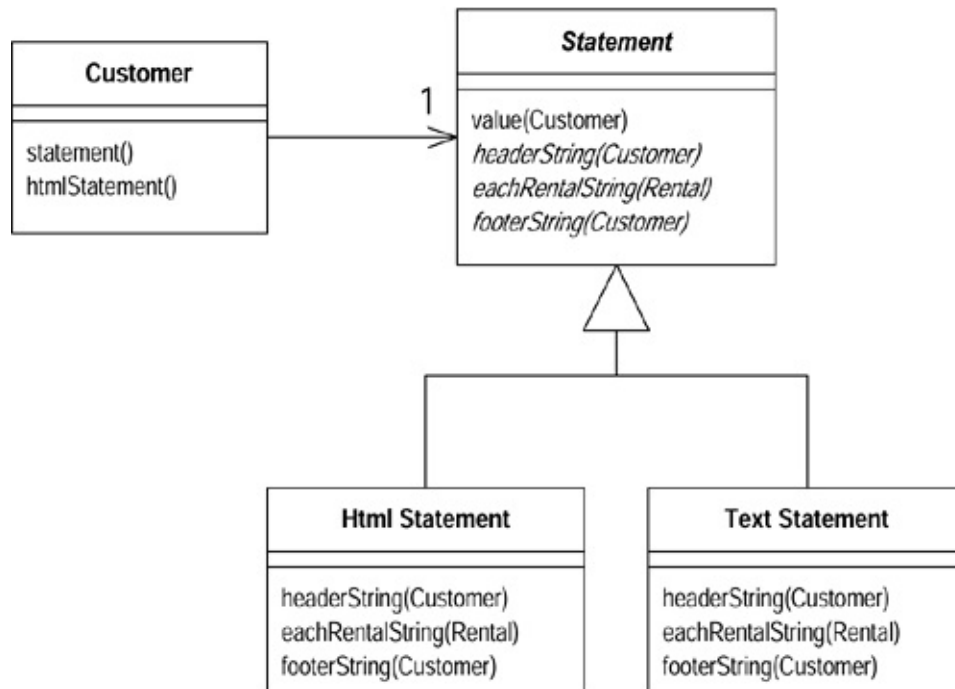 Customer
statement()
htmlStatement()
1
Statement
value(Customer)
headerString(Customer)
eachRentalString(Rental)
footerString(Customer)
Html Statement
headerString(Customer)
eachRentalString(Rental)
footerString(Customer)
Text Statement
headerString(Customer)
eachRentalString(Rental)
footerString(Customer)